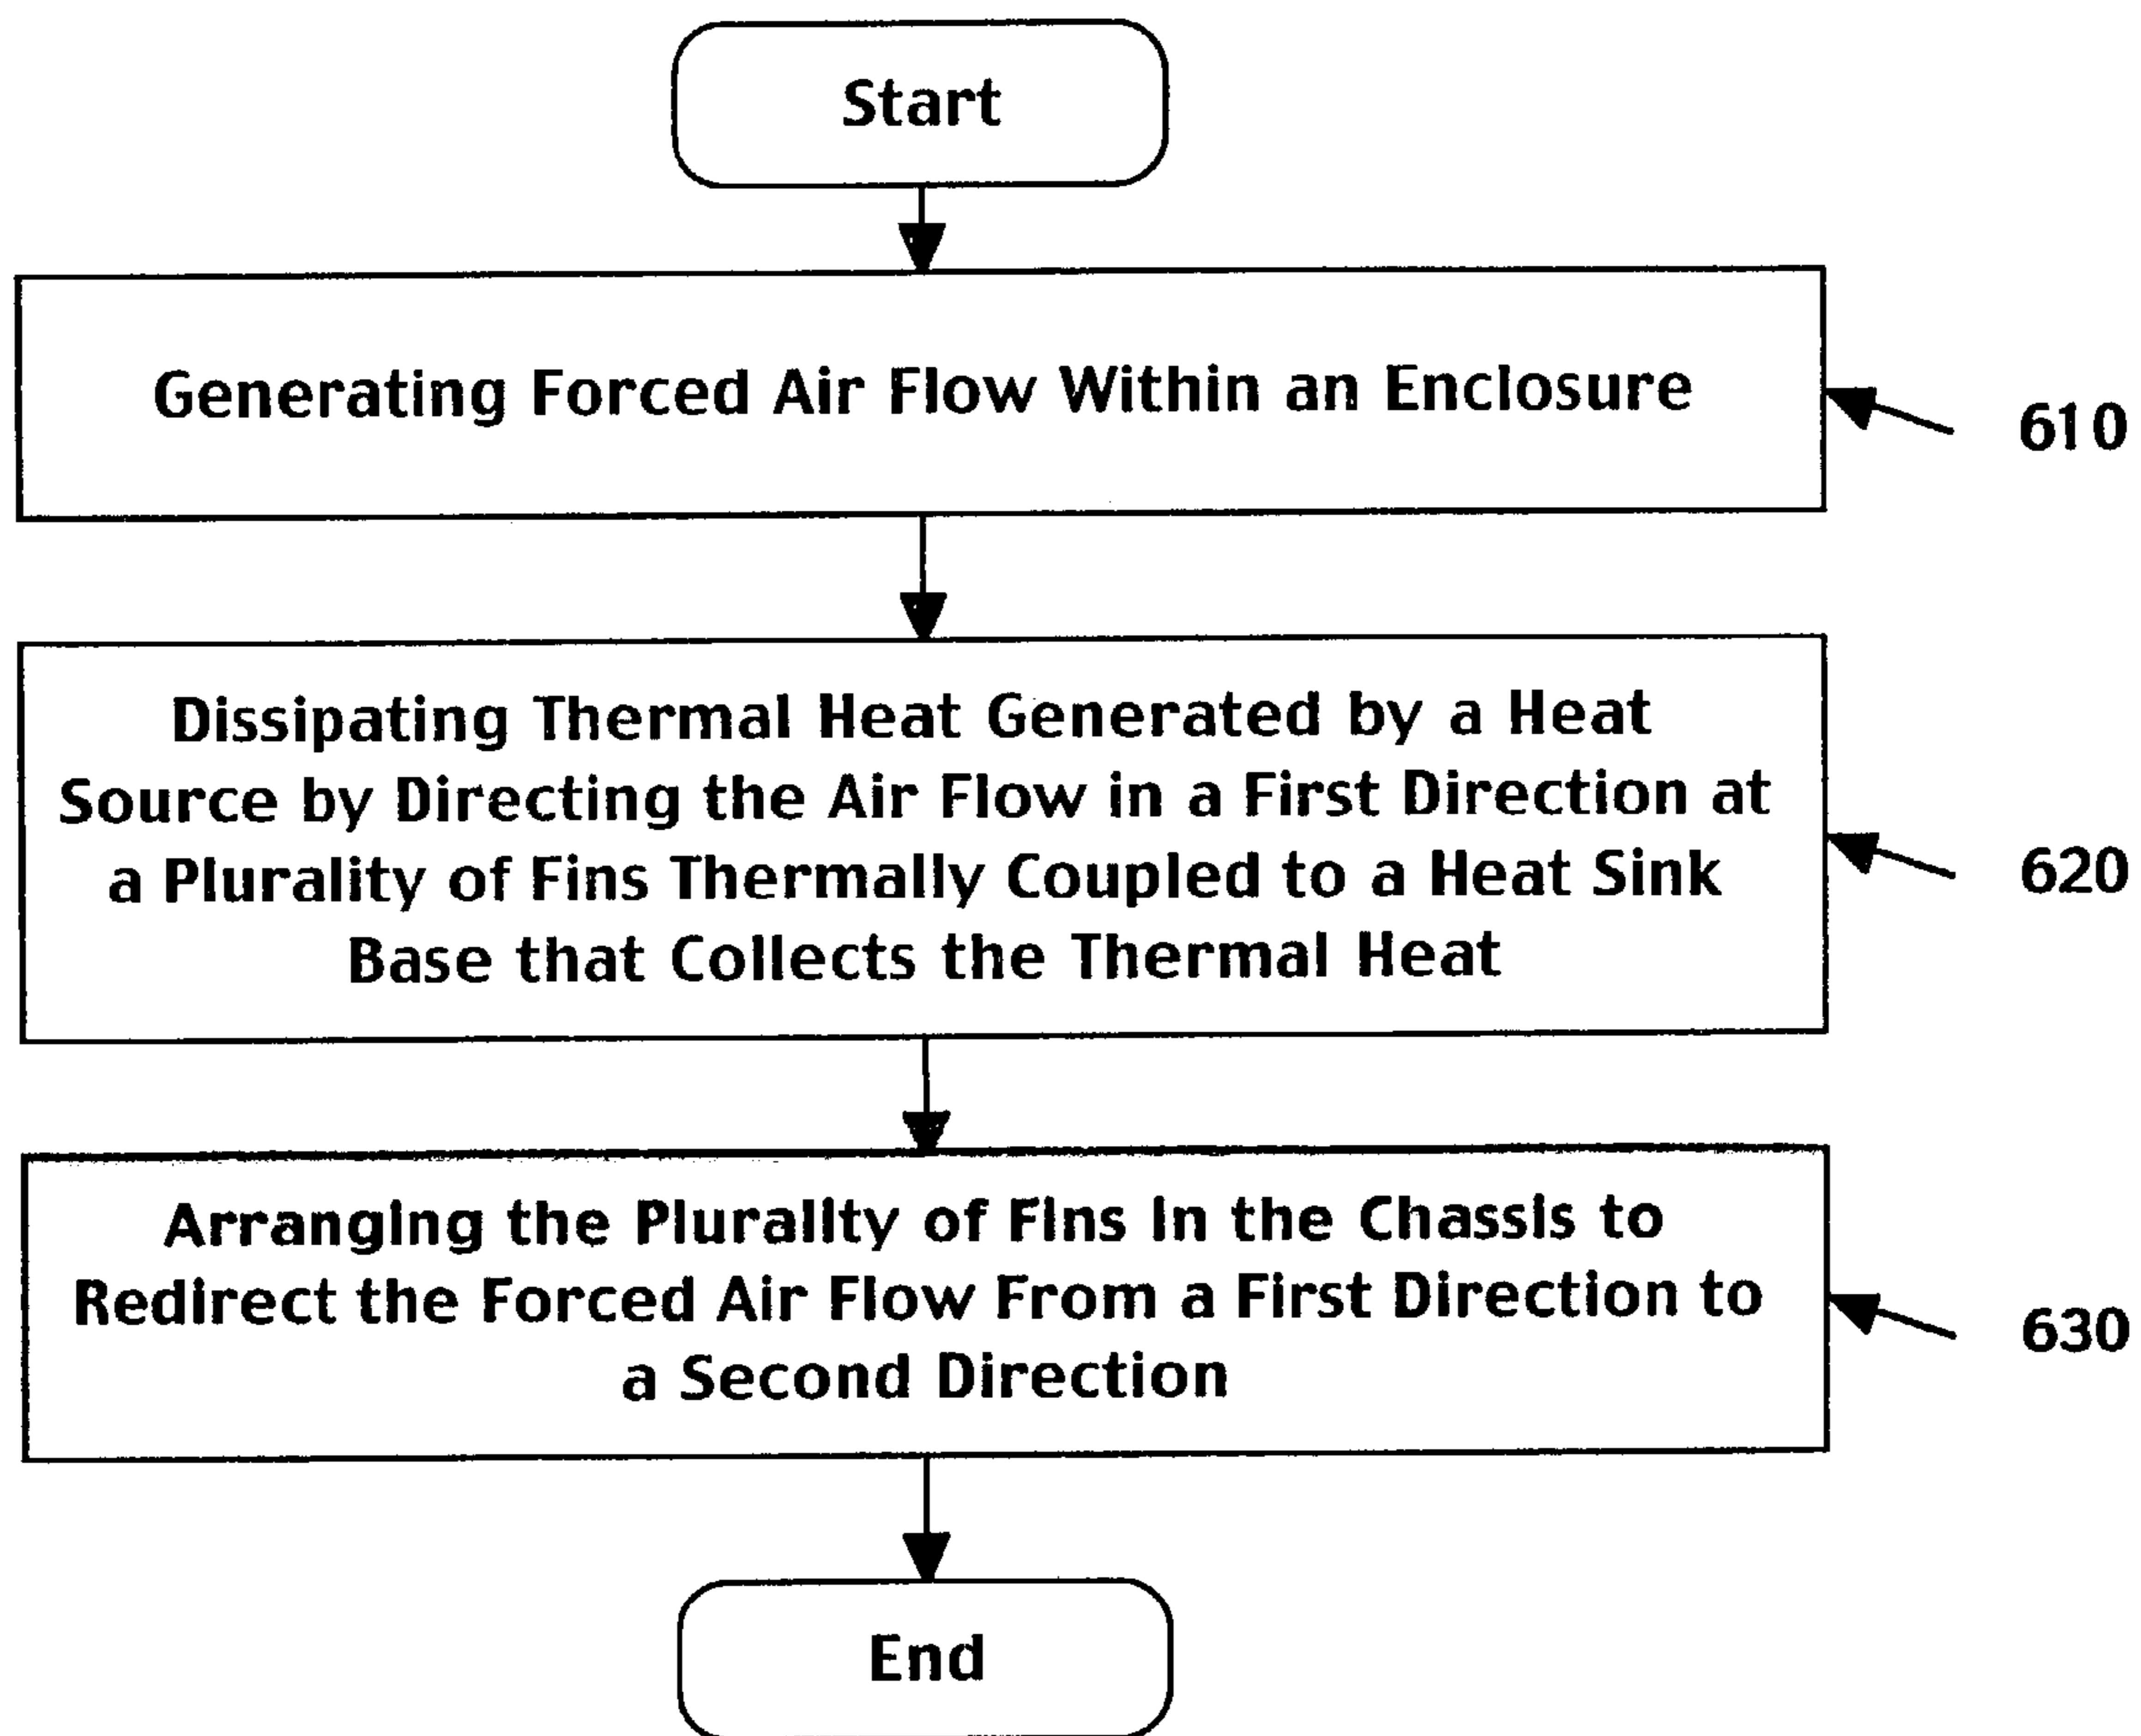 Start
Generating Forced Air Flow Within an Enclosure
610
Dissipating Thermal Heat Generated by a Heat
Source by Directing the Air Flow in a First Direction at
a Plurality of Fins Thermally Coupled to a Heat Sink
Base that Collects the Thermal Heat
620
Arranging the Plurality of Fins in the Chassis to
Redirect the Forced Air Flow From a First Direction to
a Second Direction
630
End